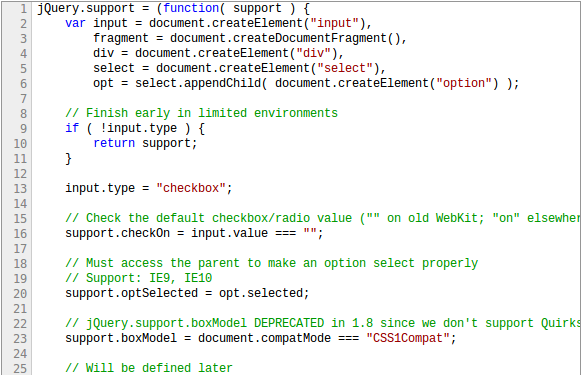 1 jQuery.support = (function( support ) {
2 var input = document.createElement("input"),
3 fragment = document.createDocumentFragment(),
4 div = document.createElement("div"),
5 select = document.createElement("select"),
6 opt = select.appendChild( document.createElement("option") );
7
8 // Finish early in limited environments
9 if ( !input.type ) {
10 return support;
11 }
12
13 input.type = "checkbox";
14
15 // Check the default checkbox/radio value ("" on old WebKit; "on" elsewher
16 support.checkOn = input.value === "";
17
18 // Must access the parent to make an option select properly
19 // Support: IE9, IE10
20 support.optSelected = opt.selected;
21
22 // jQuery.support.boxModel DEPRECATED in 1.8 since we don't support Quirks
23 support.boxModel = document.compatMode === "CSS1Compat";
24
25 // Will be defined later